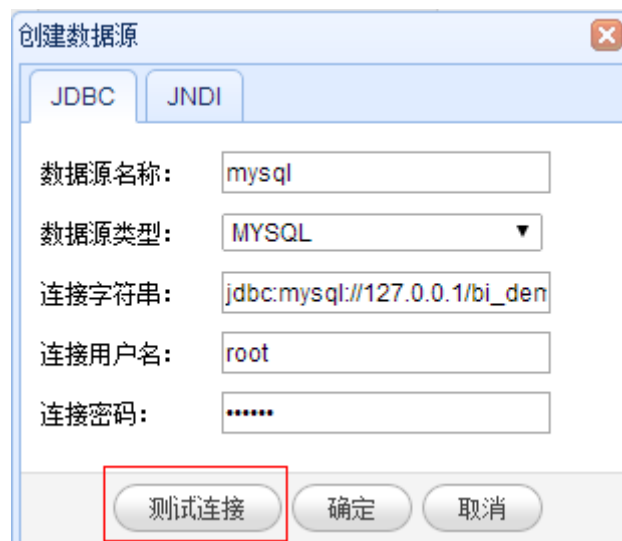 创建数据源
JDBC JNDI
数据源名称: mysql
数据源类型: MYSQL
连接字符串: jdbc:mysql://127.0.0.1/bi_dem
连接用户名: root
连接密码: ••••••
测试连接 确定 取消